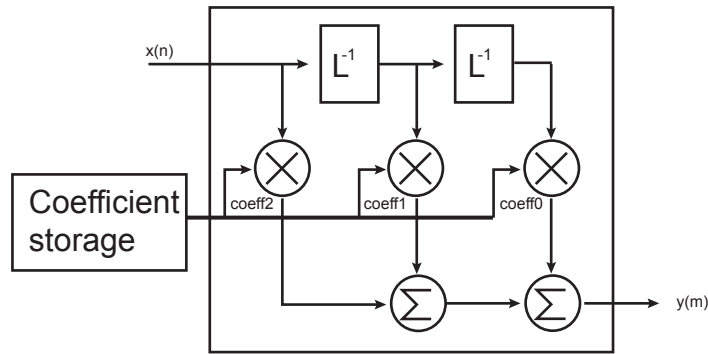 x(n)
L⁻¹
L⁻¹
Coefficient
storage
coeff2
coeff1
coeff0
Σ
Σ
y(m)